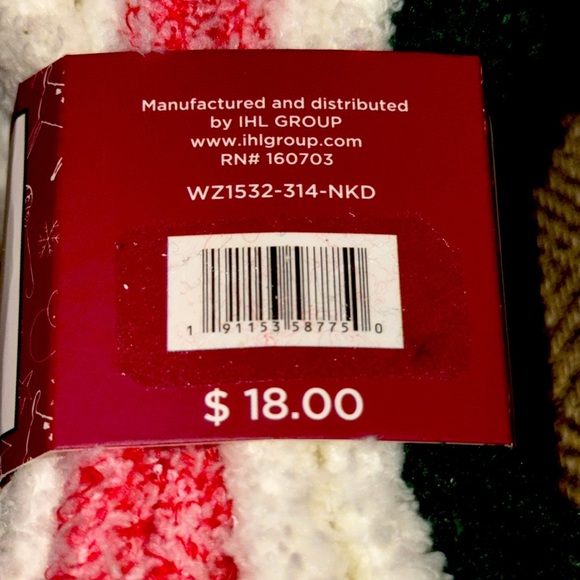 Manufactured and distributed
by IHL GROUP
www.ihlgroup.com
RN# 160703
WZ1532-314-NKD
1 91153 58775 0
$ 18.00